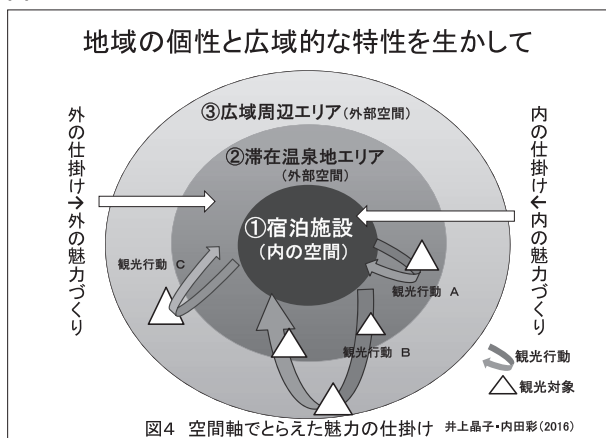 地域の個性と広域的な特性を生かして
③広域周辺エリア(外部空間)
②滞在温泉地エリア
(外部空間)
①宿泊施設
(内の空間)
外の仕掛け→外の魅力づくり
内の仕掛け←内の魅力づくり
観光行動 C
観光行動 A
観光行動 B
観光行動
観光対象
図4 空間軸でとらえた魅力の仕掛け 井上晶子・内田彩(2016)